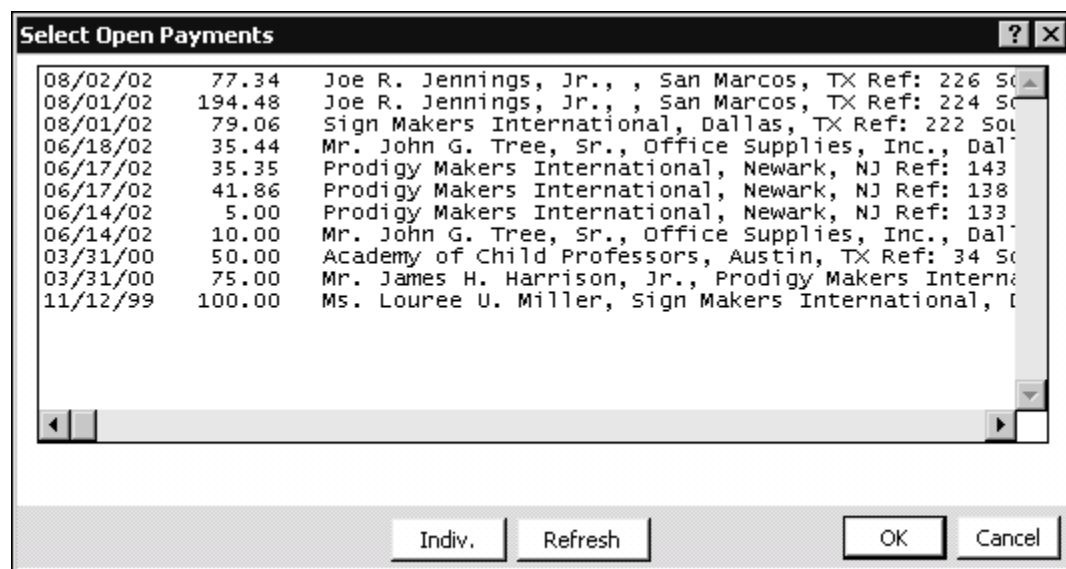 Select Open Payments
08/02/02 77.34 Joe R. Jennings, Jr., , San Marcos, TX Ref: 226
08/01/02 194.48 Joe R. Jennings, Jr., , San Marcos, TX Ref: 224
08/01/02 79.06 Sign Makers International, Dallas, TX Ref: 222
06/18/02 35.44 Mr. John G. Tree, Sr., Office Supplies, Inc.,
06/17/02 35.35 Prodigy Makers International, Newark, NJ Ref: 143
06/17/02 41.86 Prodigy Makers International, Newark, NJ Ref: 138
06/14/02 5.00 Prodigy Makers International, Newark, NJ Ref: 133
06/14/02 10.00 Mr. John G. Tree, Sr., Office Supplies, Inc.,
03/31/00 50.00 Academy of Child Professors, Austin, TX Ref: 34
03/31/00 75.00 Mr. James H. Harrison, Jr., Prodigy Makers
11/12/99 100.00 Ms. Louree U. Miller, Sign Makers International,
Indiv. Refresh OK Cancel